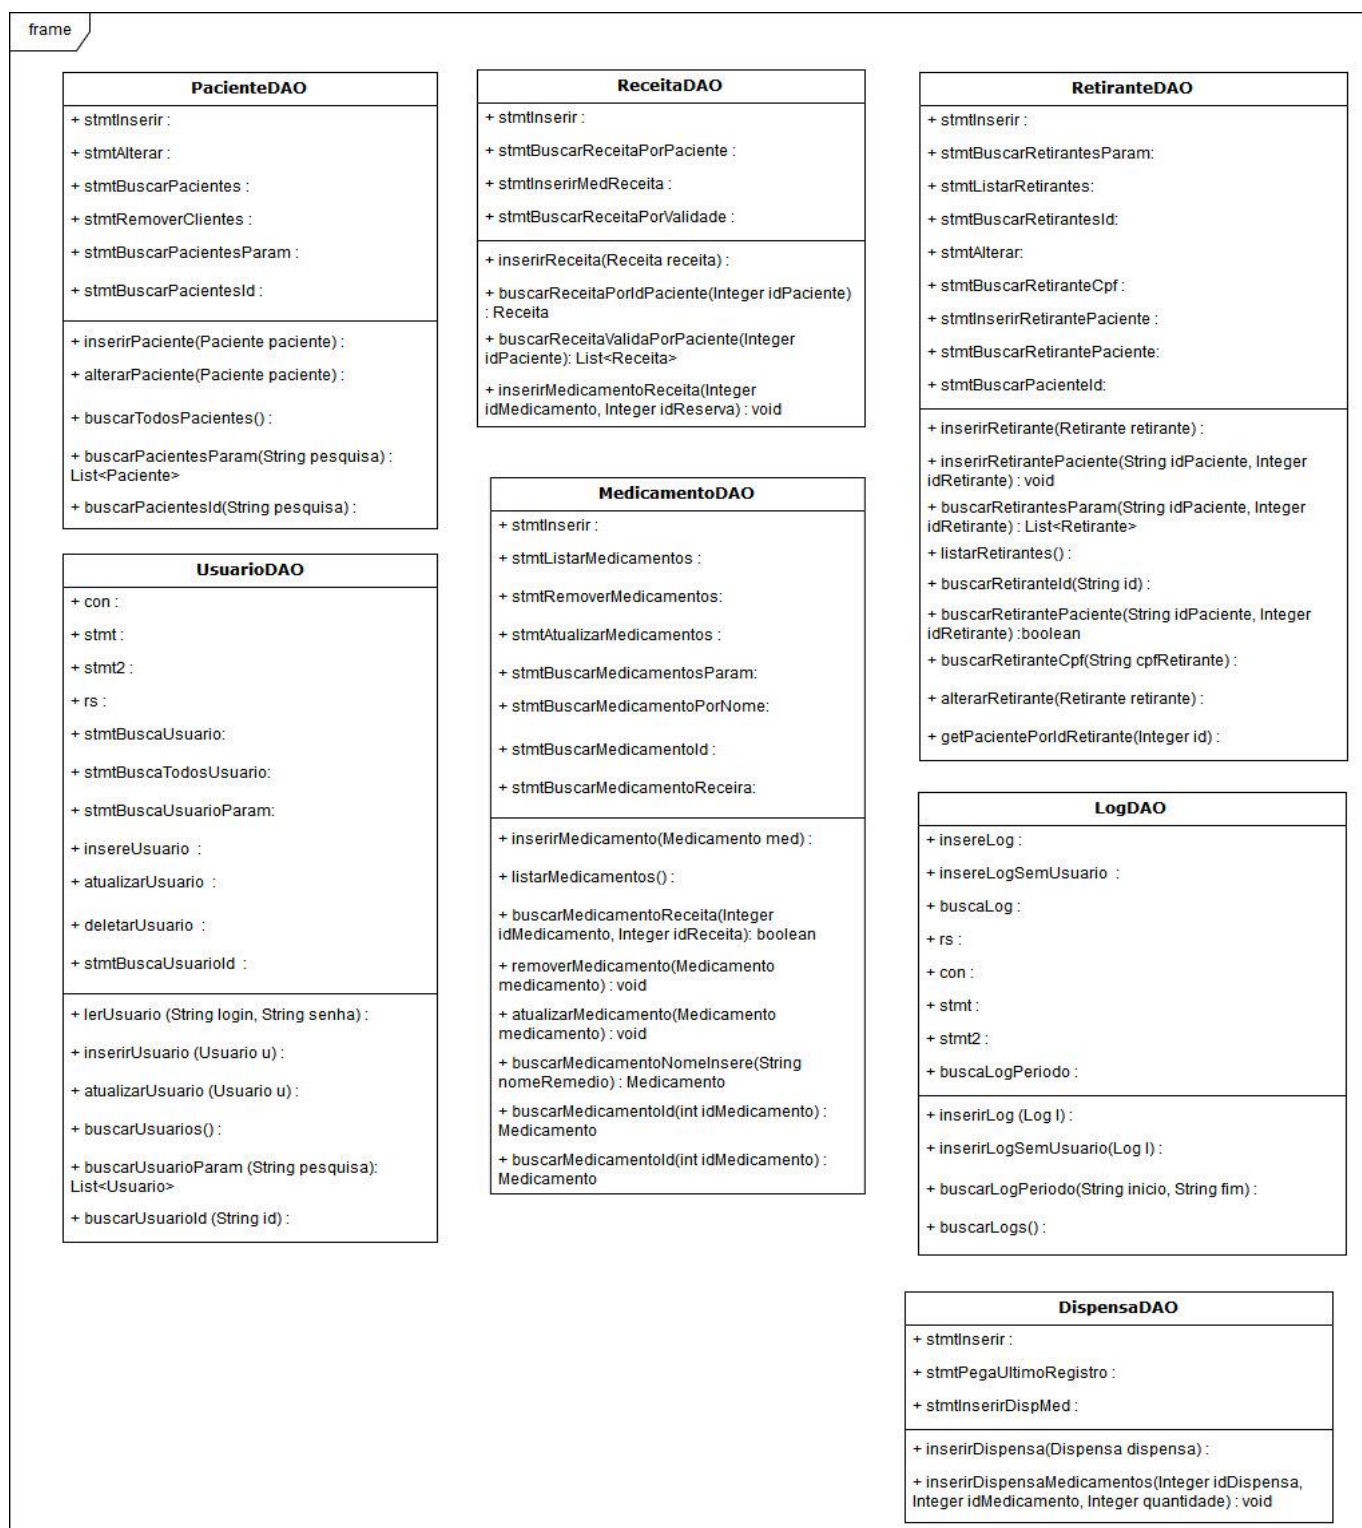 frame
PacienteDAO
+ stmtInserir :
+ stmtAlterar :
+ stmtBuscarPacientes :
+ stmtRemoverClientes :
+ stmtBuscarPacientesParam :
+ stmtBuscarPacientesId :
+ inserirPaciente(Paciente paciente) :
+ alterarPaciente(Paciente paciente) :
+ buscarTodosPacientes() :
+ buscarPacientesParam(String pesquisa) :
List<Paciente>
+ buscarPacientesId(String pesquisa) :
UsuarioDAO
+ con :
+ stmt :
+ stmt2 :
+ rs :
+ stmtBuscaUsuario:
+ stmtBuscaTodosUsuario:
+ stmtBuscaUsuarioParam:
+ insereUsuario :
+ atualizarUsuario :
+ deletarUsuario :
+ stmtBuscaUsuarioId :
+ lerUsuario (String login, String senha) :
+ inserirUsuario (Usuario u) :
+ atualizarUsuario (Usuario u) :
+ buscarUsuarios() :
+ buscarUsuarioParam (String pesquisa):
List<Usuario>
+ buscarUsuarioId (String id) :
ReceitaDAO
+ stmtInserir :
+ stmtBuscarReceitaPorPaciente :
+ stmtInserirMedReceita :
+ stmtBuscarReceitaPorValidade :
+ inserirReceita(Receita receita) :
+ buscarReceitaPorIdPaciente(Integer idPaciente)
: Receita
+ buscarReceitaValidaPorPaciente(Integer
idPaciente): List<Receita>
+ inserirMedicamentoReceita(Integer
idMedicamento, Integer idReserva) : void
MedicamentoDAO
+ stmtInserir :
+ stmtListarMedicamentos :
+ stmtRemoverMedicamentos:
+ stmtAtualizarMedicamentos :
+ stmtBuscarMedicamentosParam:
+ stmtBuscarMedicamentoPorNome:
+ stmtBuscarMedicamentoId :
+ stmtBuscarMedicamentoReceira:
+ inserirMedicamento(Medicamento med) :
+ listarMedicamentos() :
+ buscarMedicamentoReceita(Integer
idMedicamento, Integer idReceita): boolean
+ removerMedicamento(Medicamento
medicamento) : void
+ atualizarMedicamento(Medicamento
medicamento) : void
+ buscarMedicamentoNomeInsere(String
nomeRemedio) : Medicamento
+ buscarMedicamentoId(int idMedicamento) :
Medicamento
+ buscarMedicamentoId(int idMedicamento) :
Medicamento
RetiranteDAO
+ stmtInserir :
+ stmtBuscarRetirantesParam:
+ stmtListarRetirantes:
+ stmtBuscarRetirantesId:
+ stmtAlterar:
+ stmtBuscarRetiranteCpf :
+ stmtInserirRetirantePaciente :
+ stmtBuscarRetirantePaciente:
+ stmtBuscarPacienteId:
+ inserirRetirante(Retirante retirante) :
+ inserirRetirantePaciente(String idPaciente, Integer
idRetirante) : void
+ buscarRetirantesParam(String idPaciente, Integer
idRetirante) : List<Retirante>
+ listarRetirantes() :
+ buscarRetiranteId(String id) :
+ buscarRetirantePaciente(String idPaciente, Integer
idRetirante) :boolean
+ buscarRetiranteCpf(String cpfRetirante) :
+ alterarRetirante(Retirante retirante) :
+ getPacientePorIdRetirante(Integer id) :
LogDAO
+ insereLog :
+ insereLogSemUsuario :
+ buscaLog :
+ rs :
+ con :
+ stmt :
+ stmt2 :
+ buscaLogPeriodo :
+ inserirLog (Log l) :
+ inserirLogSemUsuario(Log l) :
+ buscarLogPeriodo(String inicio, String fim) :
+ buscarLogs() :
DispensaDAO
+ stmtInserir :
+ stmtPegaUltimoRegistro :
+ stmtInserirDispMed :
+ inserirDispensa(Dispensa dispensa) :
+ inserirDispensaMedicamentos(Integer idDispensa,
Integer idMedicamento, Integer quantidade) : void